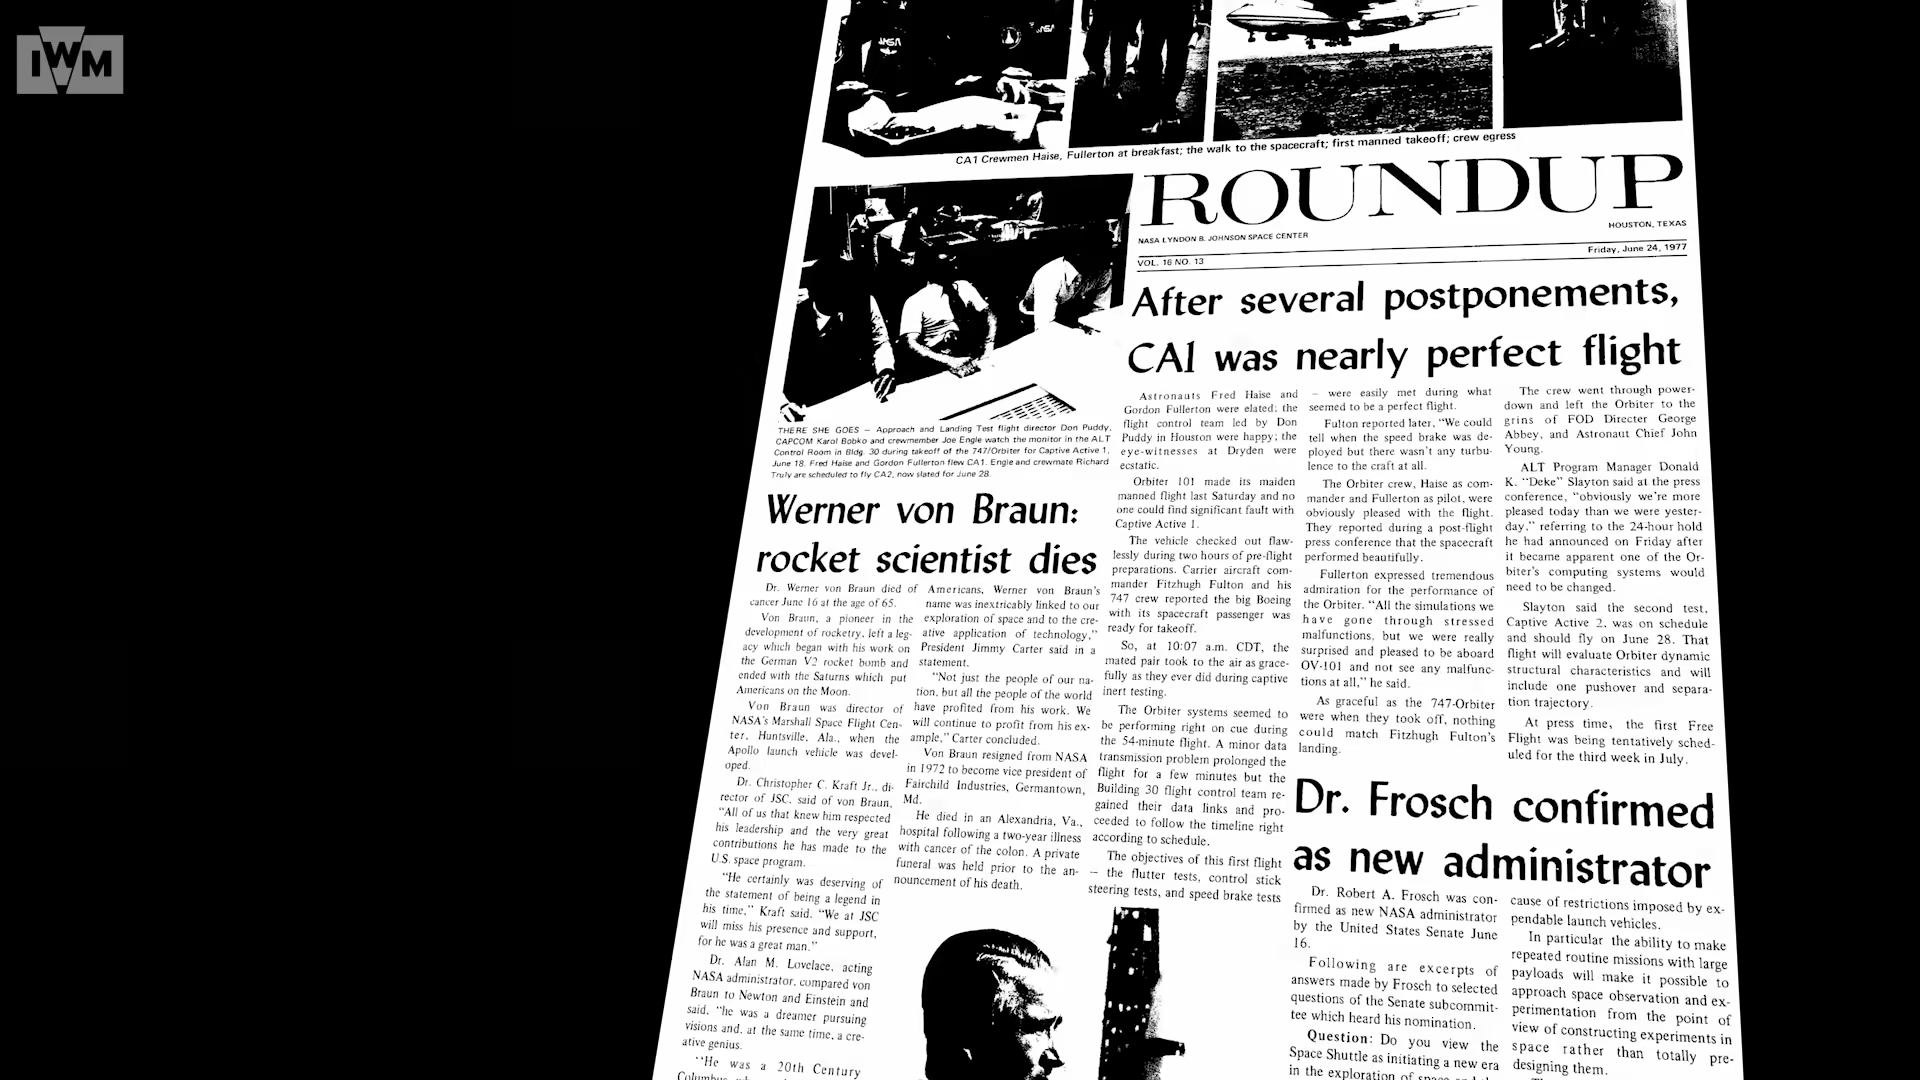 IWM
NASA
NASA
CA1 Crewmen Haise, Fullerton at breakfast; the walk to the spacecraft; first manned takeoff; crew egress
ROUNDUP
NASA LYNDON B. JOHNSON SPACE CENTER
HOUSTON, TEXAS
VOL. 16 NO. 13
Friday, June 24, 1977
THERE SHE GOES — Approach and Landing Test flight director Don Puddy,
CAPCOM Karol Bobko and crewmember Joe Engle watch the monitor in the ALT
Control Room in Bldg. 30 during takeoff of the 747/Orbiter for Captive Active 1,
June 18. Fred Haise and Gordon Fullerton flew CA1. Engle and crewmate Richard
Truly are scheduled to fly CA2, now slated for June 28.
Werner von Braun:
rocket scientist dies
Dr. Werner von Braun died of
cancer June 16 at the age of 65.
Von Braun, a pioneer in the
development of rocketry, left a leg-
acy which began with his work on
the German V2 rocket bomb and
ended with the Saturns which put
Americans on the Moon.
Von Braun was director of
NASA's Marshall Space Flight Cen-
ter, Huntsville, Ala., when the
Apollo launch vehicle was devel-
oped.
Dr. Christopher C. Kraft Jr., di-
rector of JSC, said of von Braun,
"All of us that knew him respected
his leadership and the very great
contributions he has made to the
U.S. space program.
"He certainly was deserving of
the statement of being a legend in
his time," Kraft said. "We at JSC
will miss his presence and support,
for he was a great man."
Dr. Alan M. Lovelace, acting
NASA administrator, compared von
Braun to Newton and Einstein and
said, "he was a dreamer pursuing
visions and, at the same time, a cre-
ative genius.
"He was a 20th Century
Columbus
Americans, Werner von Braun's
name was inextricably linked to our
exploration of space and to the cre-
ative application of technology,"
President Jimmy Carter said in a
statement.
"Not just the people of our na-
tion, but all the people of the world
have profited from his work. We
will continue to profit from his ex-
ample," Carter concluded.
Von Braun resigned from NASA
in 1972 to become vice president of
Fairchild Industries, Germantown,
Md.
He died in an Alexandria, Va.,
hospital following a two-year illness
with cancer of the colon. A private
funeral was held prior to the an-
nouncement of his death.
After several postponements,
CA1 was nearly perfect flight
Astronauts Fred Haise and
Gordon Fullerton were elated; the
flight control team led by Don
Puddy in Houston were happy; the
eye-witnesses at Dryden were
ecstatic.
Orbiter 101 made its maiden
manned flight last Saturday and no
one could find significant fault with
Captive Active 1.
The vehicle checked out flaw-
lessly during two hours of pre-flight
preparations. Carrier aircraft com-
mander Fitzhugh Fulton and his
747 crew reported the big Boeing
with its spacecraft passenger was
ready for takeoff.
So, at 10:07 a.m. CDT, the
mated pair took to the air as grace-
fully as they ever did during captive
inert testing.
The Orbiter systems seemed to
be performing right on cue during
the 54-minute flight. A minor data
transmission problem prolonged the
flight for a few minutes but the
Building 30 flight control team re-
gained their data links and pro-
ceeded to follow the timeline right
according to schedule.
The objectives of this first flight
— the flutter tests, control stick
steering tests, and speed brake tests
— were easily met during what
seemed to be a perfect flight.
Fulton reported later, "We could
tell when the speed brake was de-
ployed but there wasn't any turbu-
lence to the craft at all.
The Orbiter crew, Haise as com-
mander and Fullerton as pilot, were
obviously pleased with the flight.
They reported during a post-flight
press conference that the spacecraft
performed beautifully.
Fullerton expressed tremendous
admiration for the performance of
the Orbiter. "All the simulations we
have gone through stressed
malfunctions, but we were really
surprised and pleased to be aboard
OV-101 and not see any malfunc-
tions at all," he said.
As graceful as the 747-Orbiter
were when they took off, nothing
could match Fitzhugh Fulton's
landing.
The crew went through power-
down and left the Orbiter to the
grins of FOD Directer George
Abbey, and Astronaut Chief John
Young.
ALT Program Manager Donald
K. "Deke" Slayton said at the press
conference, "obviously we're more
pleased today than we were yester-
day," referring to the 24-hour hold
he had announced on Friday after
it became apparent one of the Or-
biter's computing systems would
need to be changed.
Slayton said the second test,
Captive Active 2, was on schedule
and should fly on June 28. That
flight will evaluate Orbiter dynamic
structural characteristics and will
include one pushover and separa-
tion trajectory.
At press time, the first Free
Flight was being tentatively sched-
uled for the third week in July.
Dr. Frosch confirmed
as new administrator
Dr. Robert A. Frosch was con-
firmed as new NASA administrator
by the United States Senate June
16.
Following are excerpts of
answers made by Frosch to selected
questions of the Senate subcommit-
tee which heard his nomination.
Question: Do you view the
Space Shuttle as initiating a new era
in the exploration of space
cause of restrictions imposed by ex-
pendable launch vehicles.
In particular the ability to make
repeated routine missions with large
payloads will make it possible to
approach space observation and ex-
perimentation from the point of
view of constructing experiments in
space rather than totally pre-
designing them.